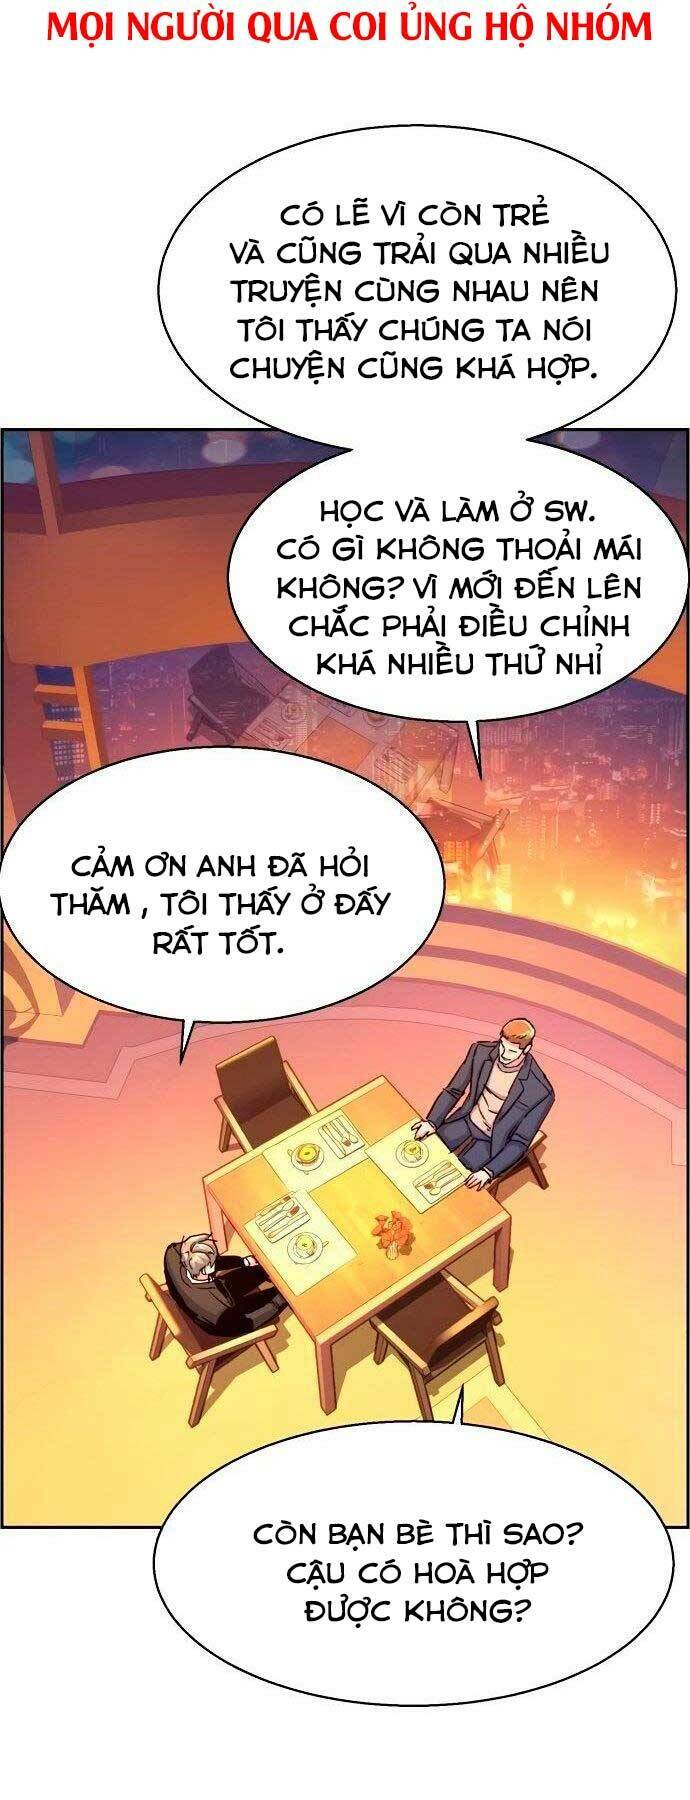 MỌI NGƯỜI QUA COI ỦNG HỘ NHÓM
CÓ LẼ VÌ CÒN TRẺ
VÀ CŨNG TRẢI QUA NHIỀU
TRUYỆN CÙNG NHAU NÊN
TÔI THẤY CHÚNG TA NÓI
CHUYỆN CŨNG KHÁ HỢP.
HỌC VÀ LÀM Ở SW.
CÓ GÌ KHÔNG THOẢI MÁI
KHÔNG? VÌ MỚI ĐẾN LÊN
CHẮC PHẢI ĐIỀU CHỈNH
KHÁ NHIỀU THỨ NHỈ
CẢM ƠN ANH ĐÃ HỎI
THĂM , TÔI THẤY Ở ĐẤY
RẤT TỐT.
CÒN BẠN BÈ THÌ SAO?
CẬU CÓ HOÀ HỢP
ĐƯỢC KHÔNG?